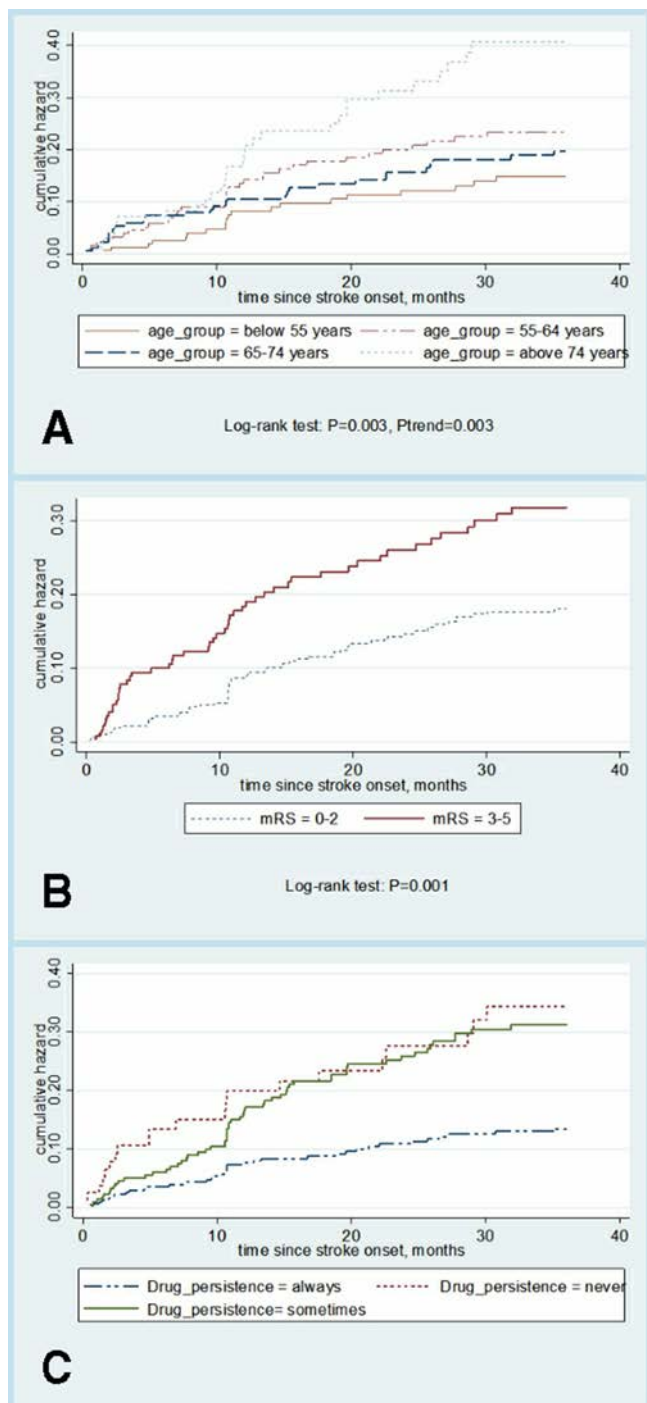 0.40
0.30
0.20
0.10
0.00
cumulative hazard
0 10 20 30 40
time since stroke onset, months
age_group = below 55 years age_group = 55-64 years
age_group = 65-74 years age_group = above 74 years
A
Log-rank test: P=0.003, Ptrend=0.003
0.30
0.20
0.10
0.00
cumulative hazard
0 10 20 30 40
time since stroke onset, months
mRS = 0-2 mRS = 3-5
B
Log-rank test: P=0.001
0.40
0.30
0.20
0.10
0.00
cumulative hazard
0 10 20 30 40
time since stroke onset, months
Drug_persistence = always Drug_persistence = never
Drug_persistence= sometimes
C